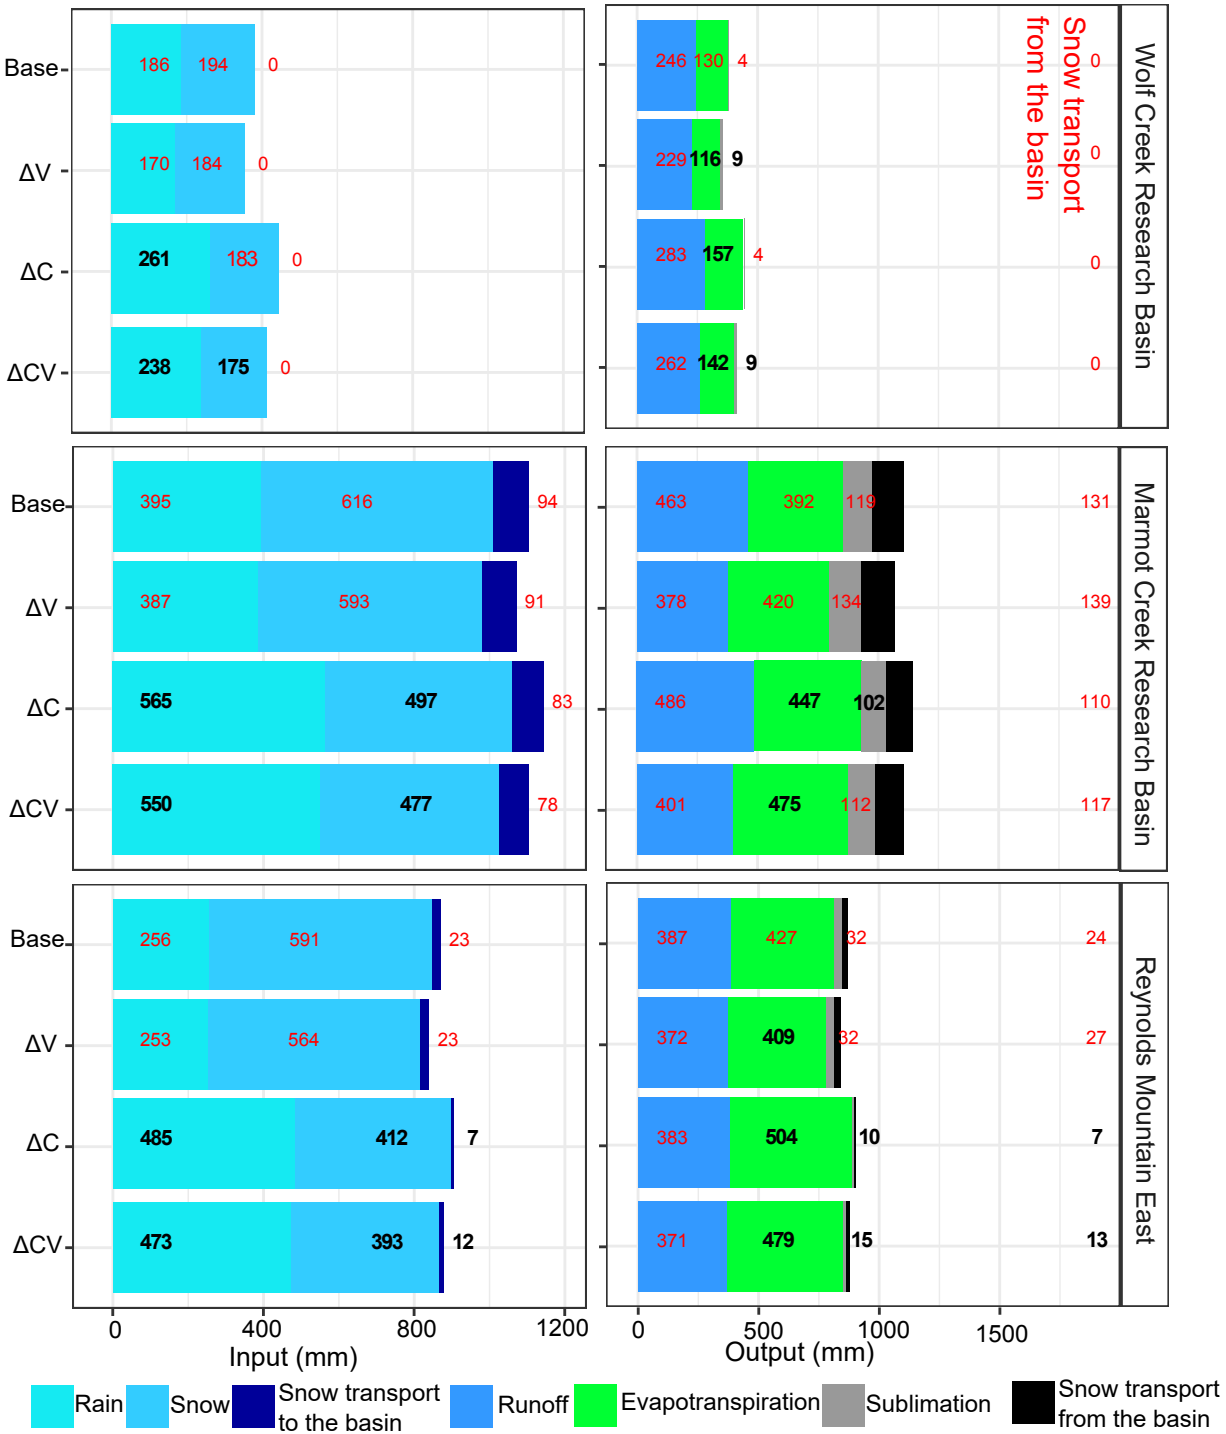 Base 186 194 0 246 130 4 0
ΔV 170 184 0 229 116 9 0
ΔC 261 183 0 283 157 4 0
ΔCV 238 175 0 262 142 9 0
Snow transport
from the basin
Wolf Creek Research Basin
Base 395 616 94 463 392 119 131
ΔV 387 593 91 378 420 134 139
ΔC 565 497 83 486 447 102 110
ΔCV 550 477 78 401 475 112 117
Marmot Creek Research Basin
Base 256 591 23 387 427 32 24
ΔV 253 564 23 372 409 32 27
ΔC 485 412 7 383 504 10 7
ΔCV 473 393 12 371 479 15 13
Reynolds Mountain East
0 400 800 1200 0 500 1000 1500
Input (mm) Output (mm)
Rain Snow Snow transport
to the basin
Runoff Evapotranspiration Sublimation Snow transport
from the basin